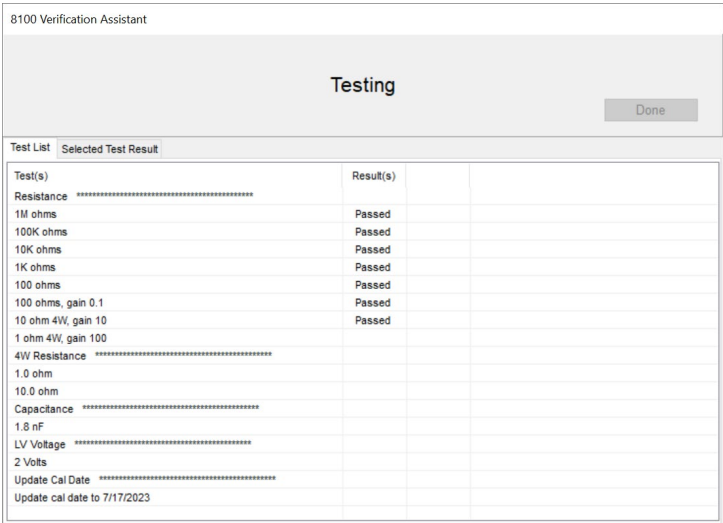 8100 Verification Assistant
Testing
Done
Test List Selected Test Result
Test(s) Result(s)
Resistance *********************************************
1M ohms Passed
100K ohms Passed
10K ohms Passed
1K ohms Passed
100 ohms Passed
100 ohms, gain 0.1 Passed
10 ohm 4W, gain 10 Passed
1 ohm 4W, gain 100
4W Resistance *********************************************
1.0 ohm
10.0 ohm
Capacitance *********************************************
1.8 nF
LV Voltage *********************************************
2 Volts
Update Cal Date *********************************************
Update cal date to 7/17/2023